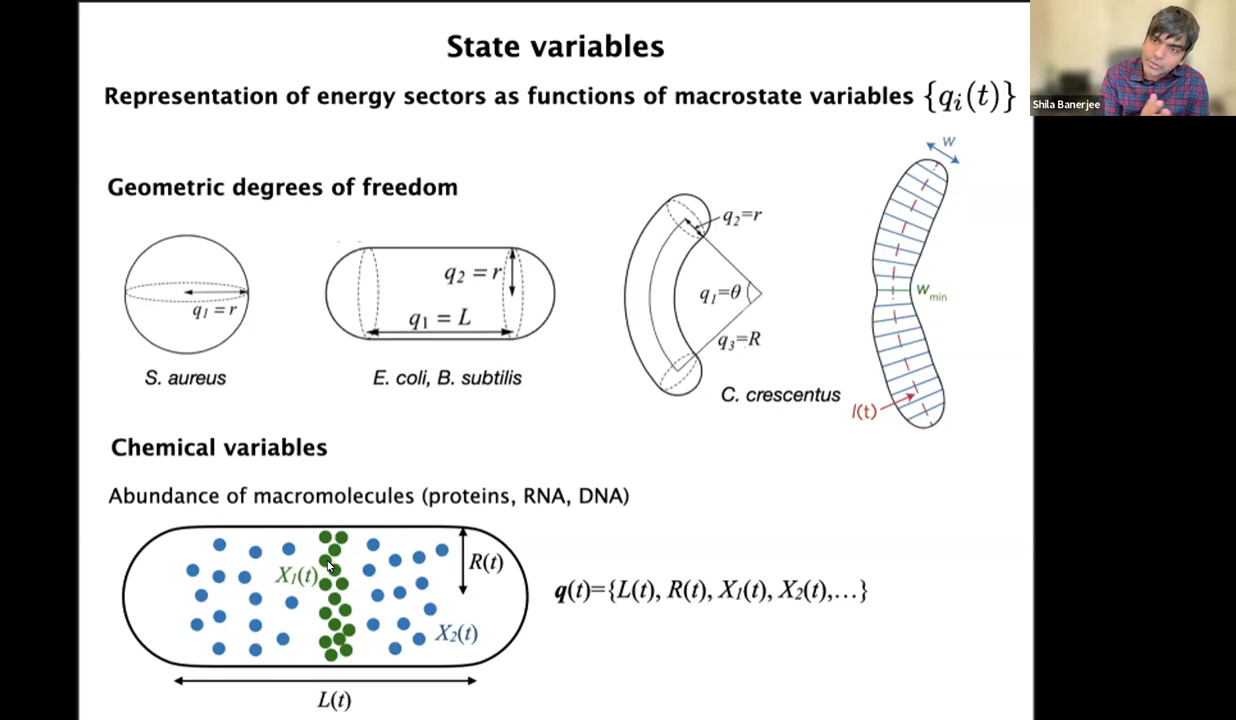 State variables
Representation of energy sectors as functions of macrostate variables {qᵢ(t)}
Shila Banerjee
Geometric degrees of freedom
q₁ = r
S. aureus
q₂ = r
q₁ = L
E. coli, B. subtilis
q₂=r
q₁=θ
q₃=R
C. crescentus
w
w min
l(t)
Chemical variables
Abundance of macromolecules (proteins, RNA, DNA)
X₁(t)
R(t)
X₂(t)
L(t)
q(t)={L(t), R(t), X₁(t), X₂(t),...}